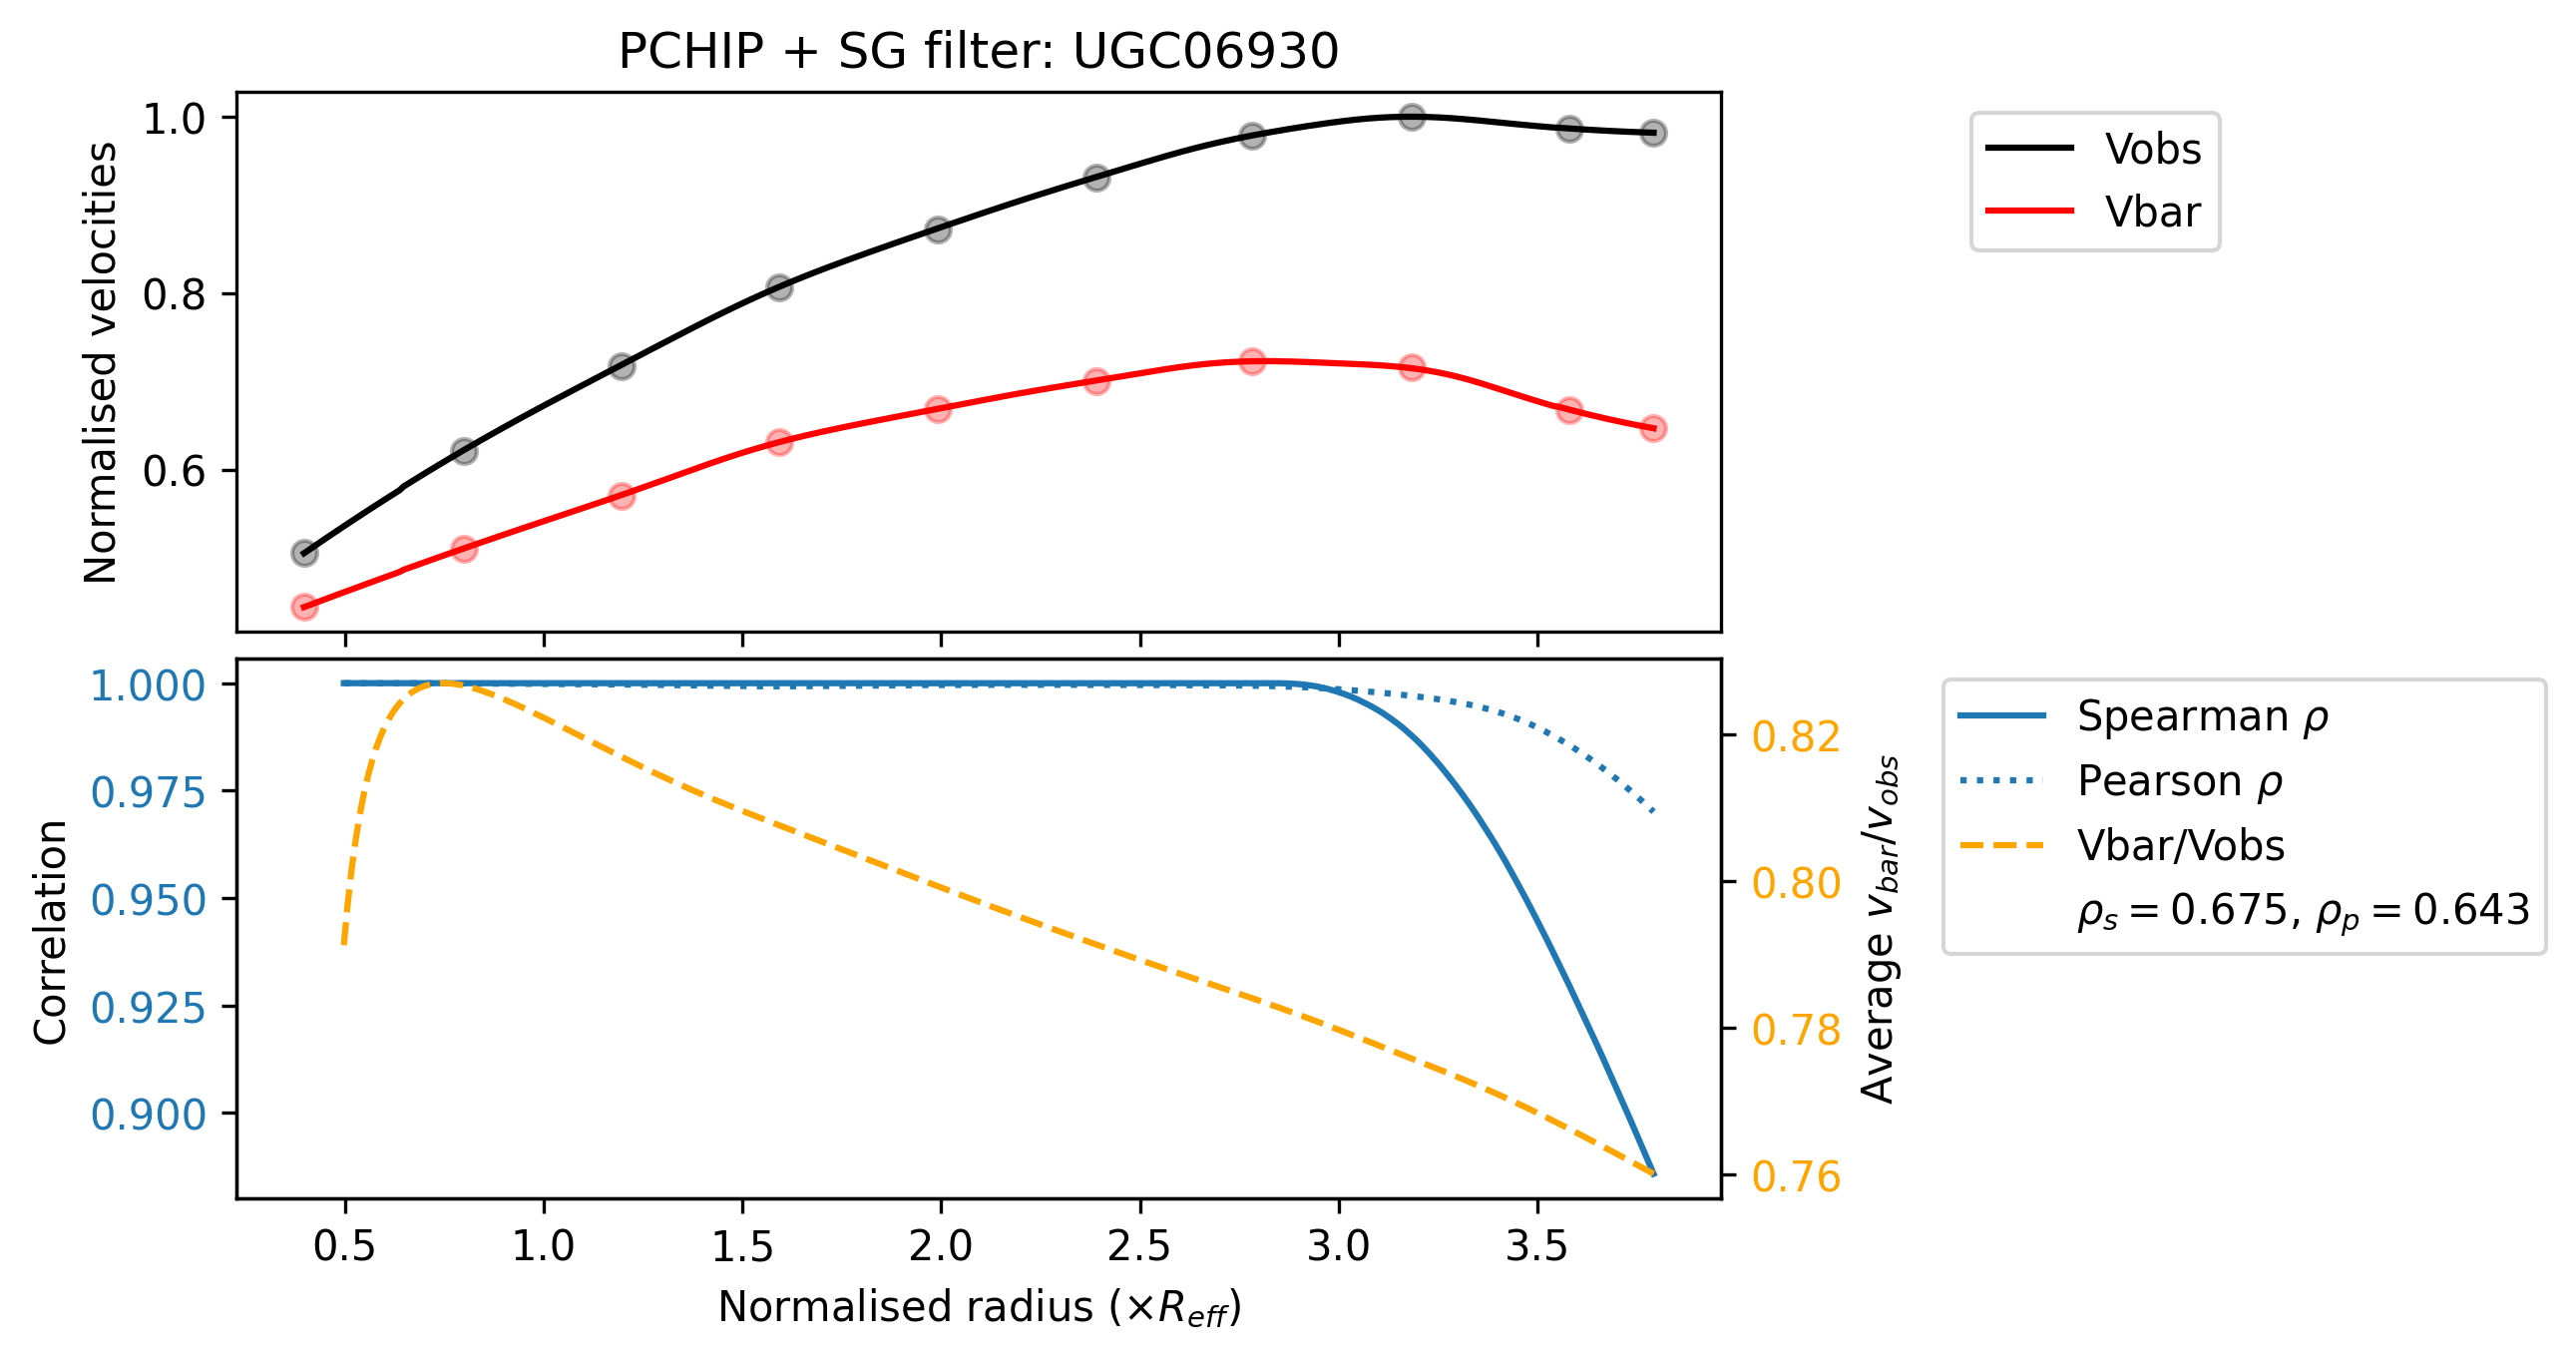 PCHIP + SG filter: UGC06930
Normalised velocities
1.0
0.8
0.6
Vobs
Vbar
Correlation
1.000
0.975
0.950
0.925
0.900
0.82
0.80
0.78
0.76
Average v_bar/v_obs
Spearman ρ
Pearson ρ
Vbar/Vobs
ρ_s = 0.675, ρ_p = 0.643
0.5 1.0 1.5 2.0 2.5 3.0 3.5
Normalised radius (×R_eff)